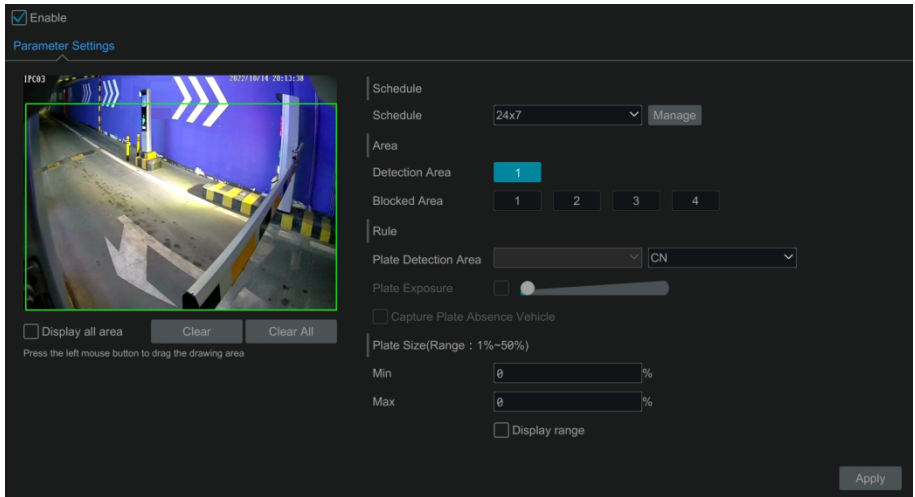 Enable
Parameter Settings
IPC03 2022/10/14 20:13:38
Display all area Clear Clear All
Press the left mouse button to drag the drawing area
Schedule
Schedule 24x7 Manage
Area
Detection Area 1
Blocked Area 1 2 3 4
Rule
Plate Detection Area CN
Plate Exposure
Capture Plate Absence Vehicle
Plate Size(Range : 1%~50%)
Min 0 %
Max 0 %
Display range
Apply